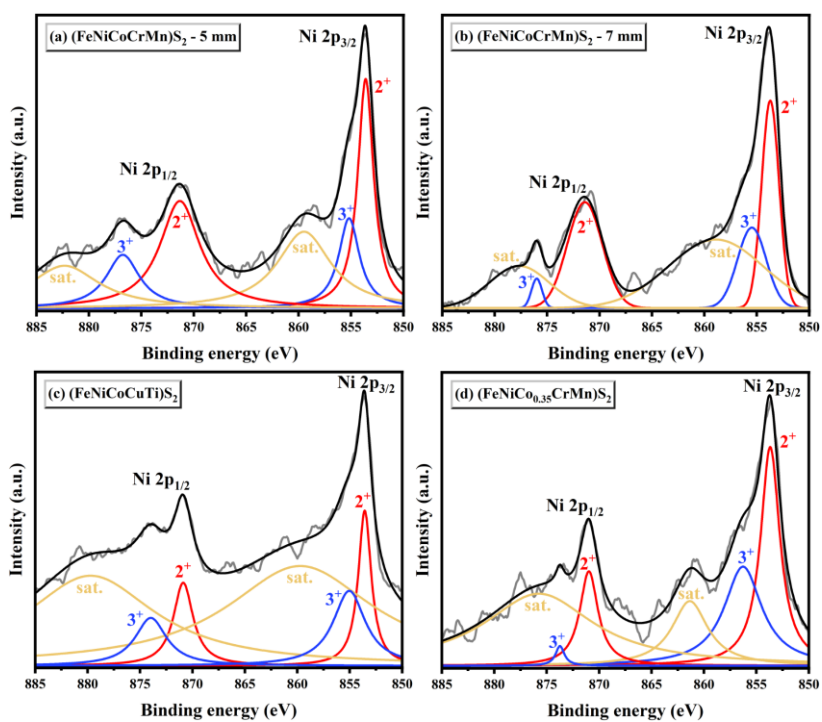 (a) (FeNiCoCrMn)S₂ - 5 mm
Ni 2p₃/₂
2⁺
Ni 2p₁/₂
2⁺
3⁺
3⁺
sat.
sat.
Intensity (a.u.)
885 880 875 870 865 860 855 850
Binding energy (eV)
(b) (FeNiCoCrMn)S₂ - 7 mm
Ni 2p₃/₂
2⁺
Ni 2p₁/₂
2⁺
3⁺
3⁺
sat.
sat.
Intensity (a.u.)
885 880 875 870 865 860 855 850
Binding energy (eV)
(c) (FeNiCoCuTi)S₂
Ni 2p₃/₂
Ni 2p₁/₂
2⁺
2⁺
3⁺
3⁺
sat.
sat.
Intensity (a.u.)
885 880 875 870 865 860 855 850
Binding energy (eV)
(d) (FeNiCo₀.₃₅CrMn)S₂
Ni 2p₃/₂
2⁺
Ni 2p₁/₂
2⁺
3⁺
3⁺
sat.
sat.
Intensity (a.u.)
885 880 875 870 865 860 855 850
Binding energy (eV)